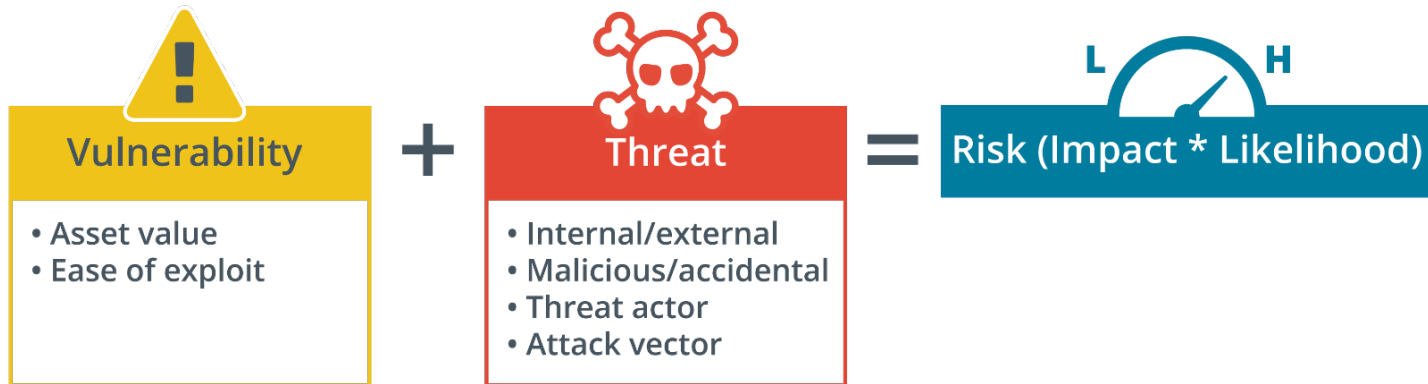 !
Vulnerability
• Asset value
• Ease of exploit
+
Threat
• Internal/external
• Malicious/accidental
• Threat actor
• Attack vector
=
L H
Risk (Impact * Likelihood)